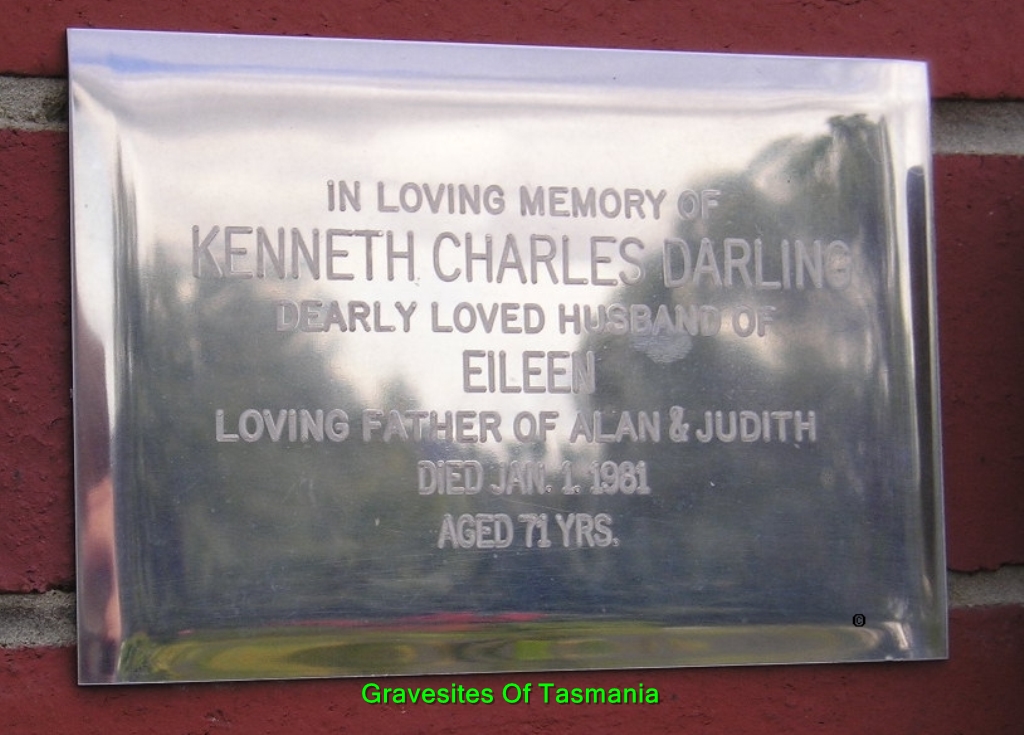 IN LOVING MEMORY OF
KENNETH CHARLES DARLING
DEARLY LOVED HUSBAND OF
EILEEN
LOVING FATHER OF ALAN & JUDITH
DIED JAN. 1. 1981
AGED 71 YRS.
©
Gravesites Of Tasmania